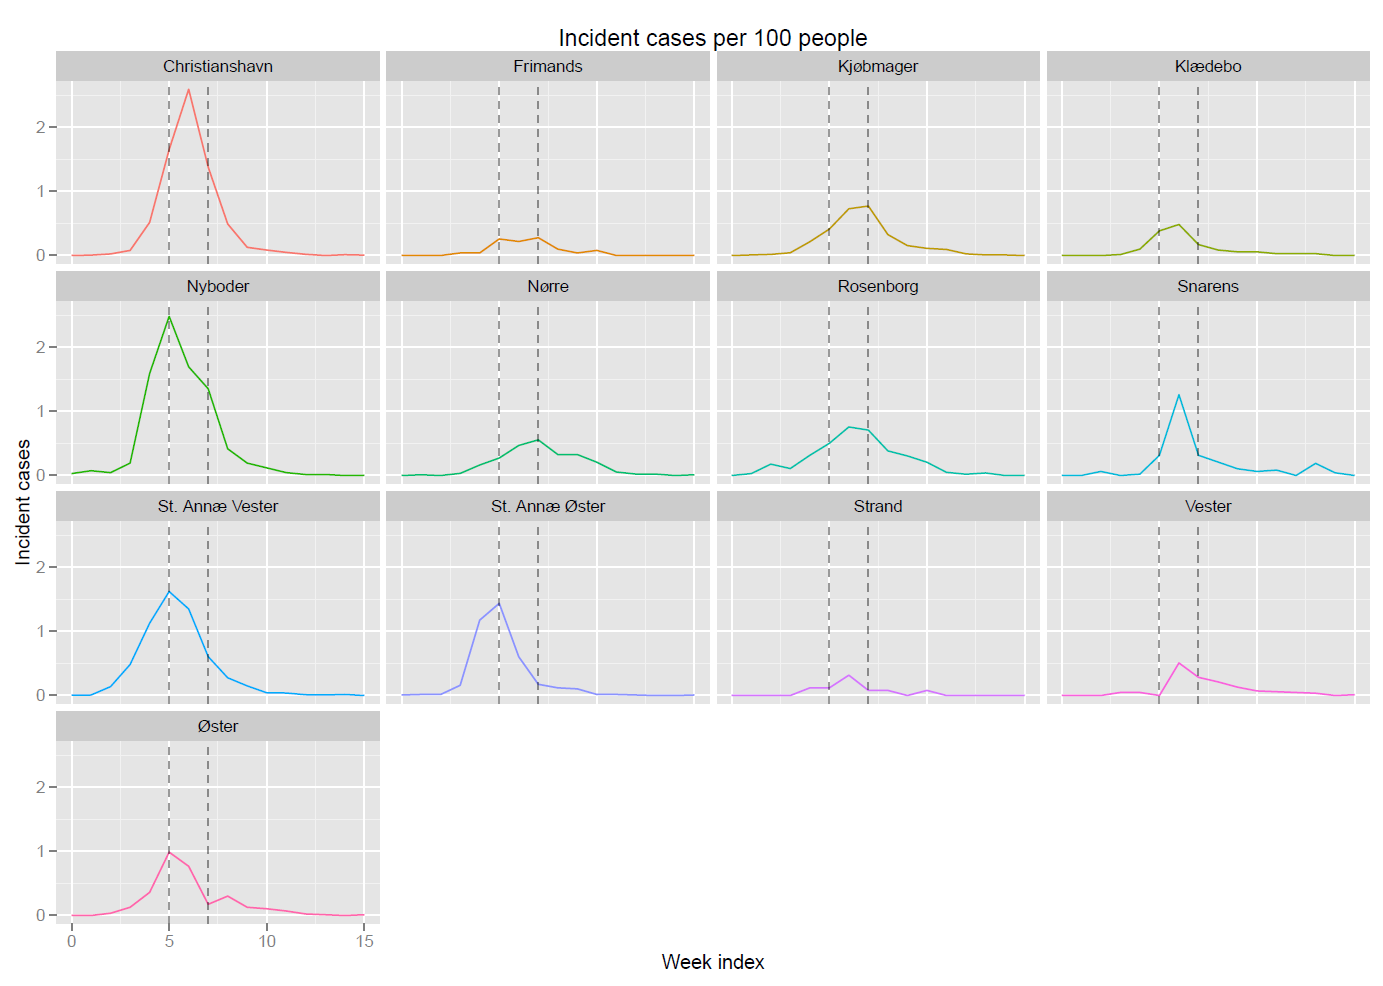 Incident cases per 100 people
Christianshavn
Frimands
Kjøbmager
Klædebo
2
1
0
Nyboder
Nørre
Rosenborg
Snarens
2
1
0
Incident cases
St. Annæ Vester
St. Annæ Øster
Strand
Vester
2
1
0
Øster
2
1
0
0 5 10 15
Week index